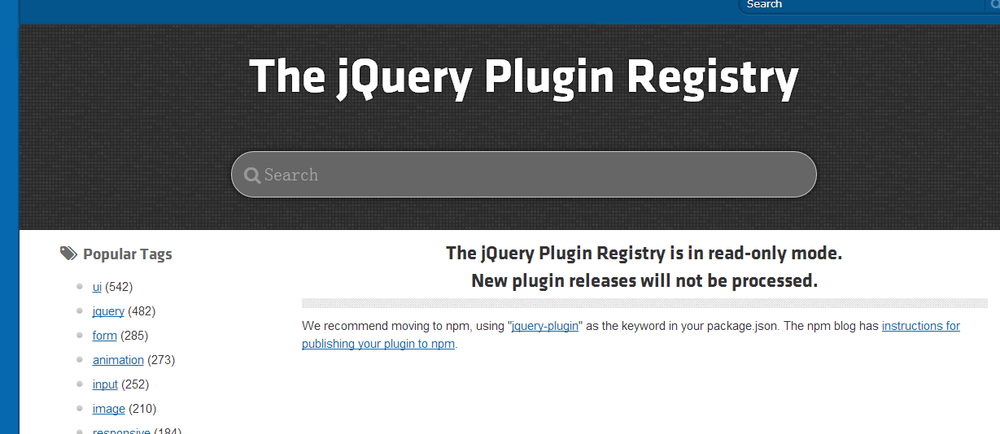 Search
The jQuery Plugin Registry
Search
Popular Tags
ui (542)
jquery (482)
form (285)
animation (273)
input (252)
image (210)
responsive (184)
The jQuery Plugin Registry is in read-only mode.
New plugin releases will not be processed.
We recommend moving to npm, using "jquery-plugin" as the keyword in your package.json. The npm blog has instructions for
publishing your plugin to npm.